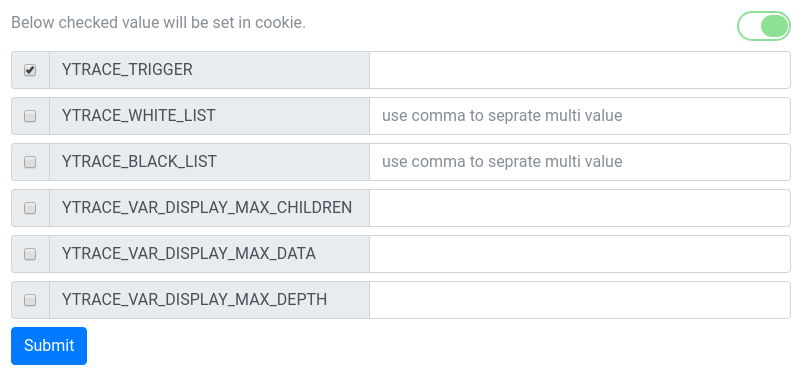 Below checked value will be set in cookie.
YTRACE_TRIGGER
YTRACE_WHITE_LIST use comma to seprate multi value
YTRACE_BLACK_LIST use comma to seprate multi value
YTRACE_VAR_DISPLAY_MAX_CHILDREN
YTRACE_VAR_DISPLAY_MAX_DATA
YTRACE_VAR_DISPLAY_MAX_DEPTH
Submit